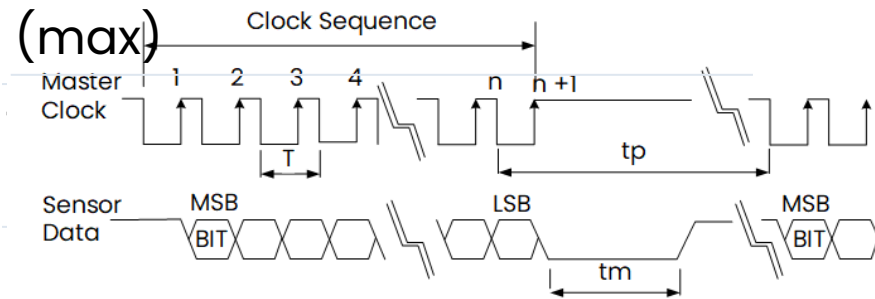 Clock Sequence
(max)
Master Clock
1 2 3 4 n n +1
T
tp
Sensor Data
MSB LSB MSB
BIT BIT
tm